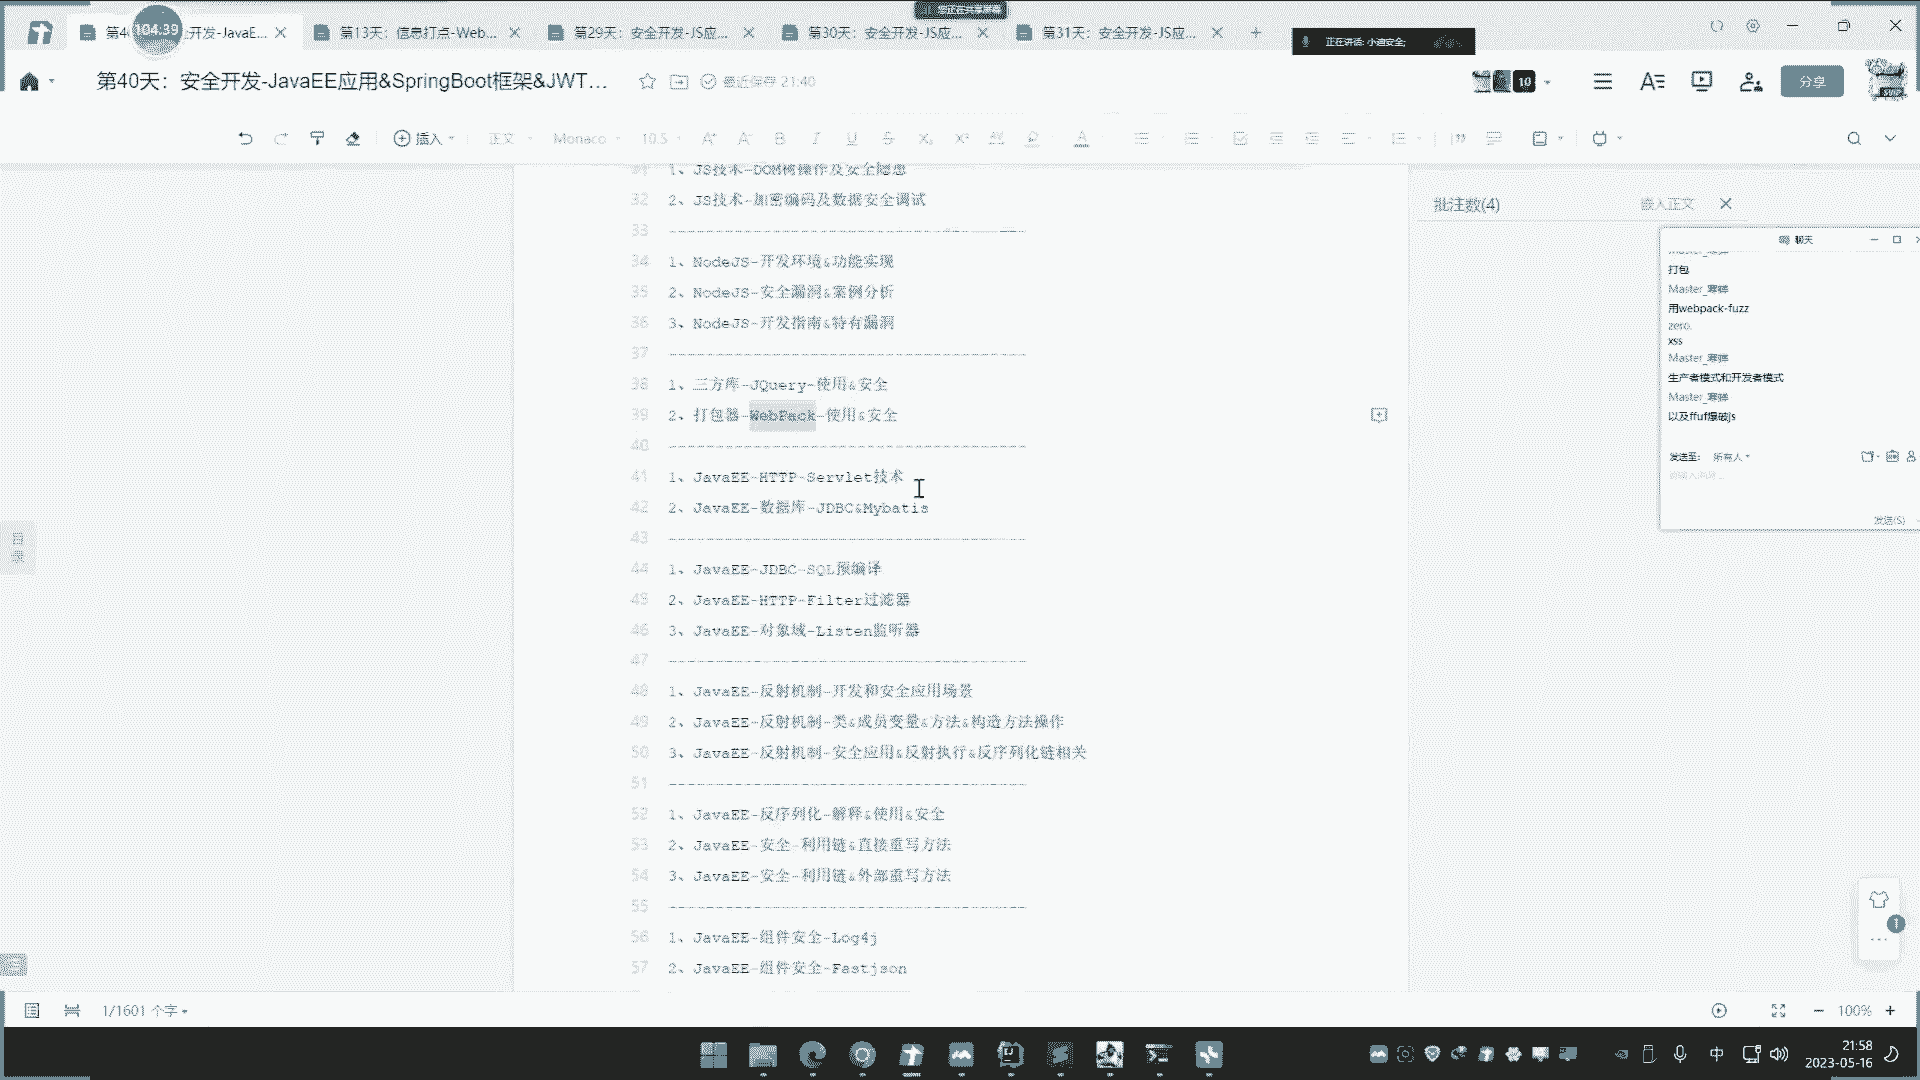 104:39
第4 开发-JavaE...
第13天：信息打点-Web...
第29天：安全开发-JS应...
第30天：安全开发-JS应...
第31天：安全开发-JS应...
正在讲话: 小迪安全;
第40天：安全开发-JavaEE应用&SpringBoot框架&JWT...
最近保存 21:40
10
分享
插入
正文
Monaco
10.5
1、JS技术-DOM树操作及安全隐患
32 2、JS技术-加密编码及数据安全调试
33 ------------------------------------
34 1、NodeJS-开发环境&功能实现
35 2、NodeJS-安全漏洞&案例分析
36 3、NodeJS-开发指南&特有漏洞
37 ------------------------------------
38 1、三方库-JQuery-使用&安全
39 2、打包器-WebPack-使用&安全
40 ------------------------------------
41 1、JavaEE-HTTP-Servlet技术
42 2、JavaEE-数据库-JDBC&Mybatis
43 ------------------------------------
44 1、JavaEE-JDBC-SQL预编译
45 2、JavaEE-HTTP-Filter过滤器
46 3、JavaEE-对象域-Listen监听器
47 ------------------------------------
48 1、JavaEE-反射机制-开发和安全应用场景
49 2、JavaEE-反射机制-类&成员变量&方法&构造方法操作
50 3、JavaEE-反射机制-安全应用&反射执行&反序列化链相关
51 ------------------------------------
52 1、JavaEE-反序列化-解释&使用&安全
53 2、JavaEE-安全-利用链&直接重写方法
54 3、JavaEE-安全-利用链&外部重写方法
55 ------------------------------------
56 1、JavaEE-组件安全-Log4j
57 2、JavaEE-组件安全-Fastjson
目录
批注数(4)
嵌入正文
聊天
打包
Master_寒蝉
用webpack-fuzz
zero.
xss
Master_寒蝉
生产者模式和开发者模式
Master_寒蝉
以及ffuf爆破js
发送至: 所有人
发送(S)
1
1/1601 个字
100%
中
21:58
2023-05-16